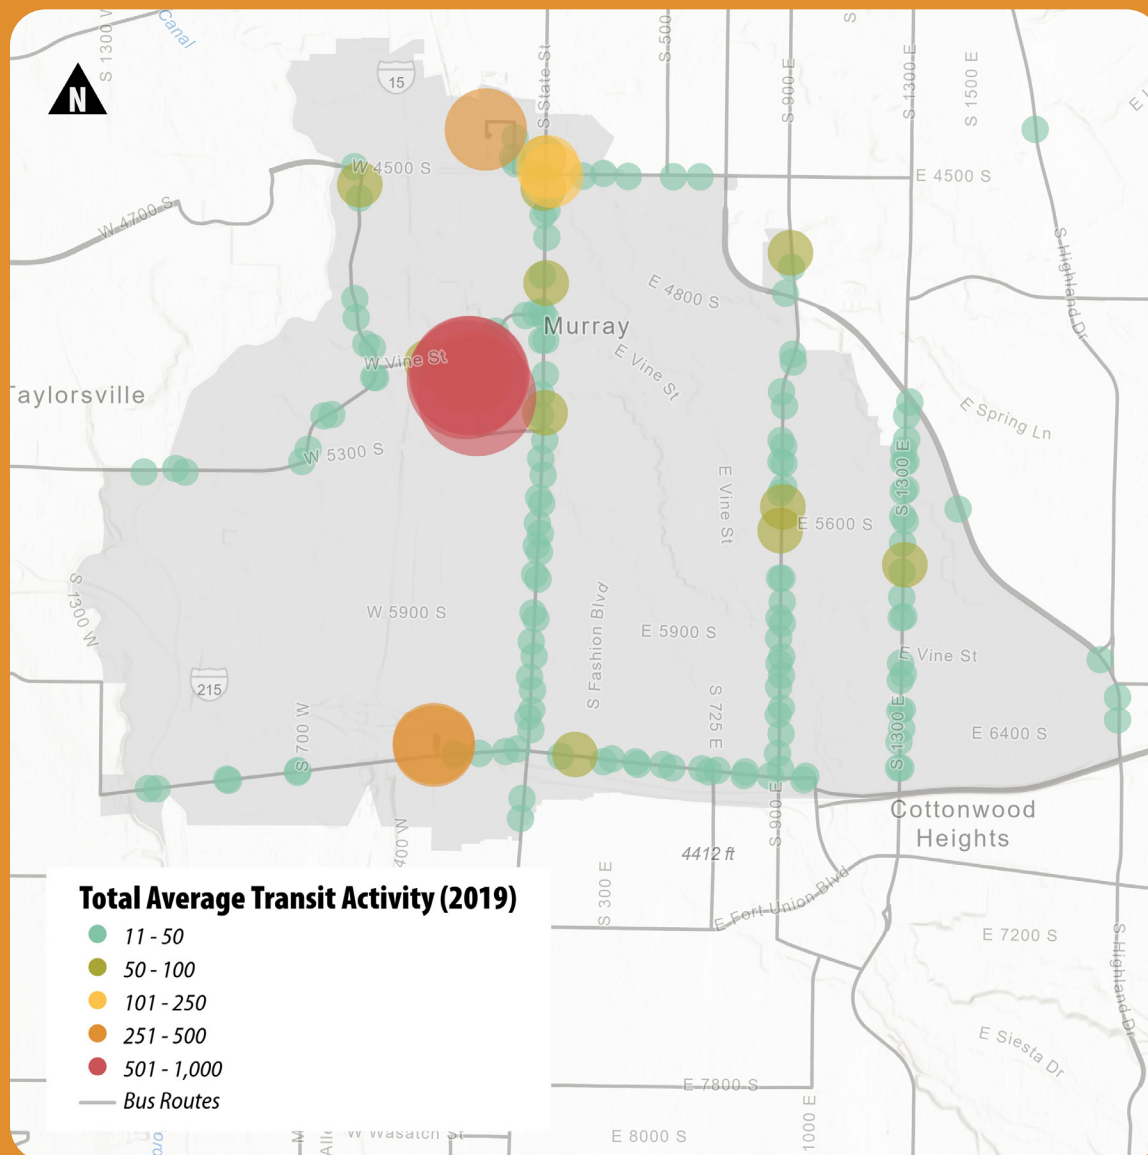 Canal
S 1300 W
S State St
S 500
S 900 E
S
S 1300 E
S 1500 E
15
N
W 4500 S
E 4500 S
W 4700 S
S Highland Dr
E 4800 S
Murray
E Vine St
W Vine St
Taylorsville
E Spring Ln
W 5300 S
E Vine St
S 1300 E
E 5600 S
S 1300 W
W 5900 S
S Fashion Blvd
E 5900 S
E Vine St
215
S 700 W
S 725 E
S 1300 E
E 6400 S
S 900 E
Cottonwood
Heights
400 W
4412 ft
S 300 E
E Fort Union Blvd
E 7200 S
S Highland Dr
E Siesta Dr
E 7800 S
1000 E
W Wasatch St
E 8000 S
Total Average Transit Activity (2019)
11 - 50
50 - 100
101 - 250
251 - 500
501 - 1,000
Bus Routes